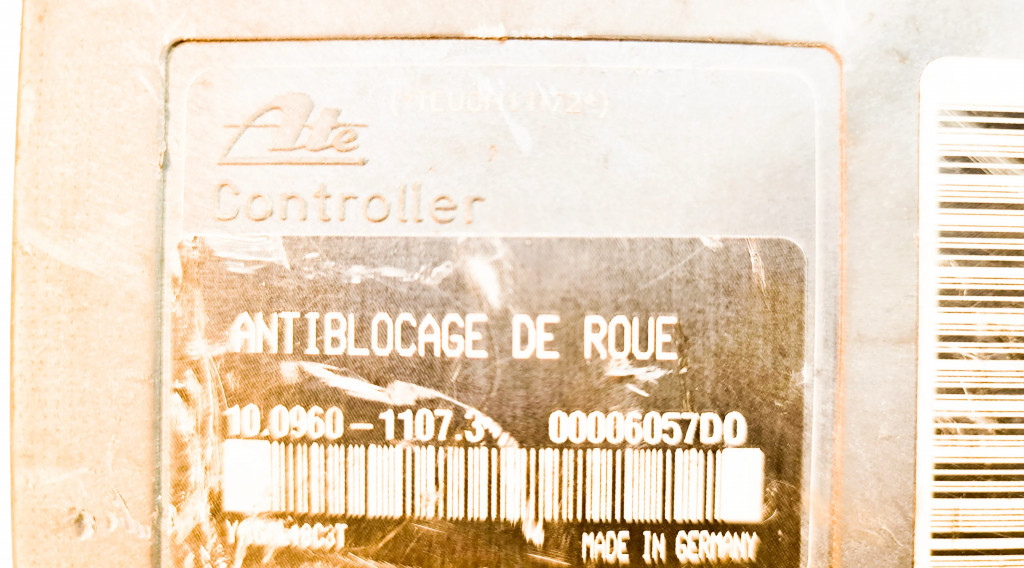 Ate
Controller
ANTIBLOCAGE DE ROUE
10.0960-1107.3 00006057D0
MADE IN GERMANY